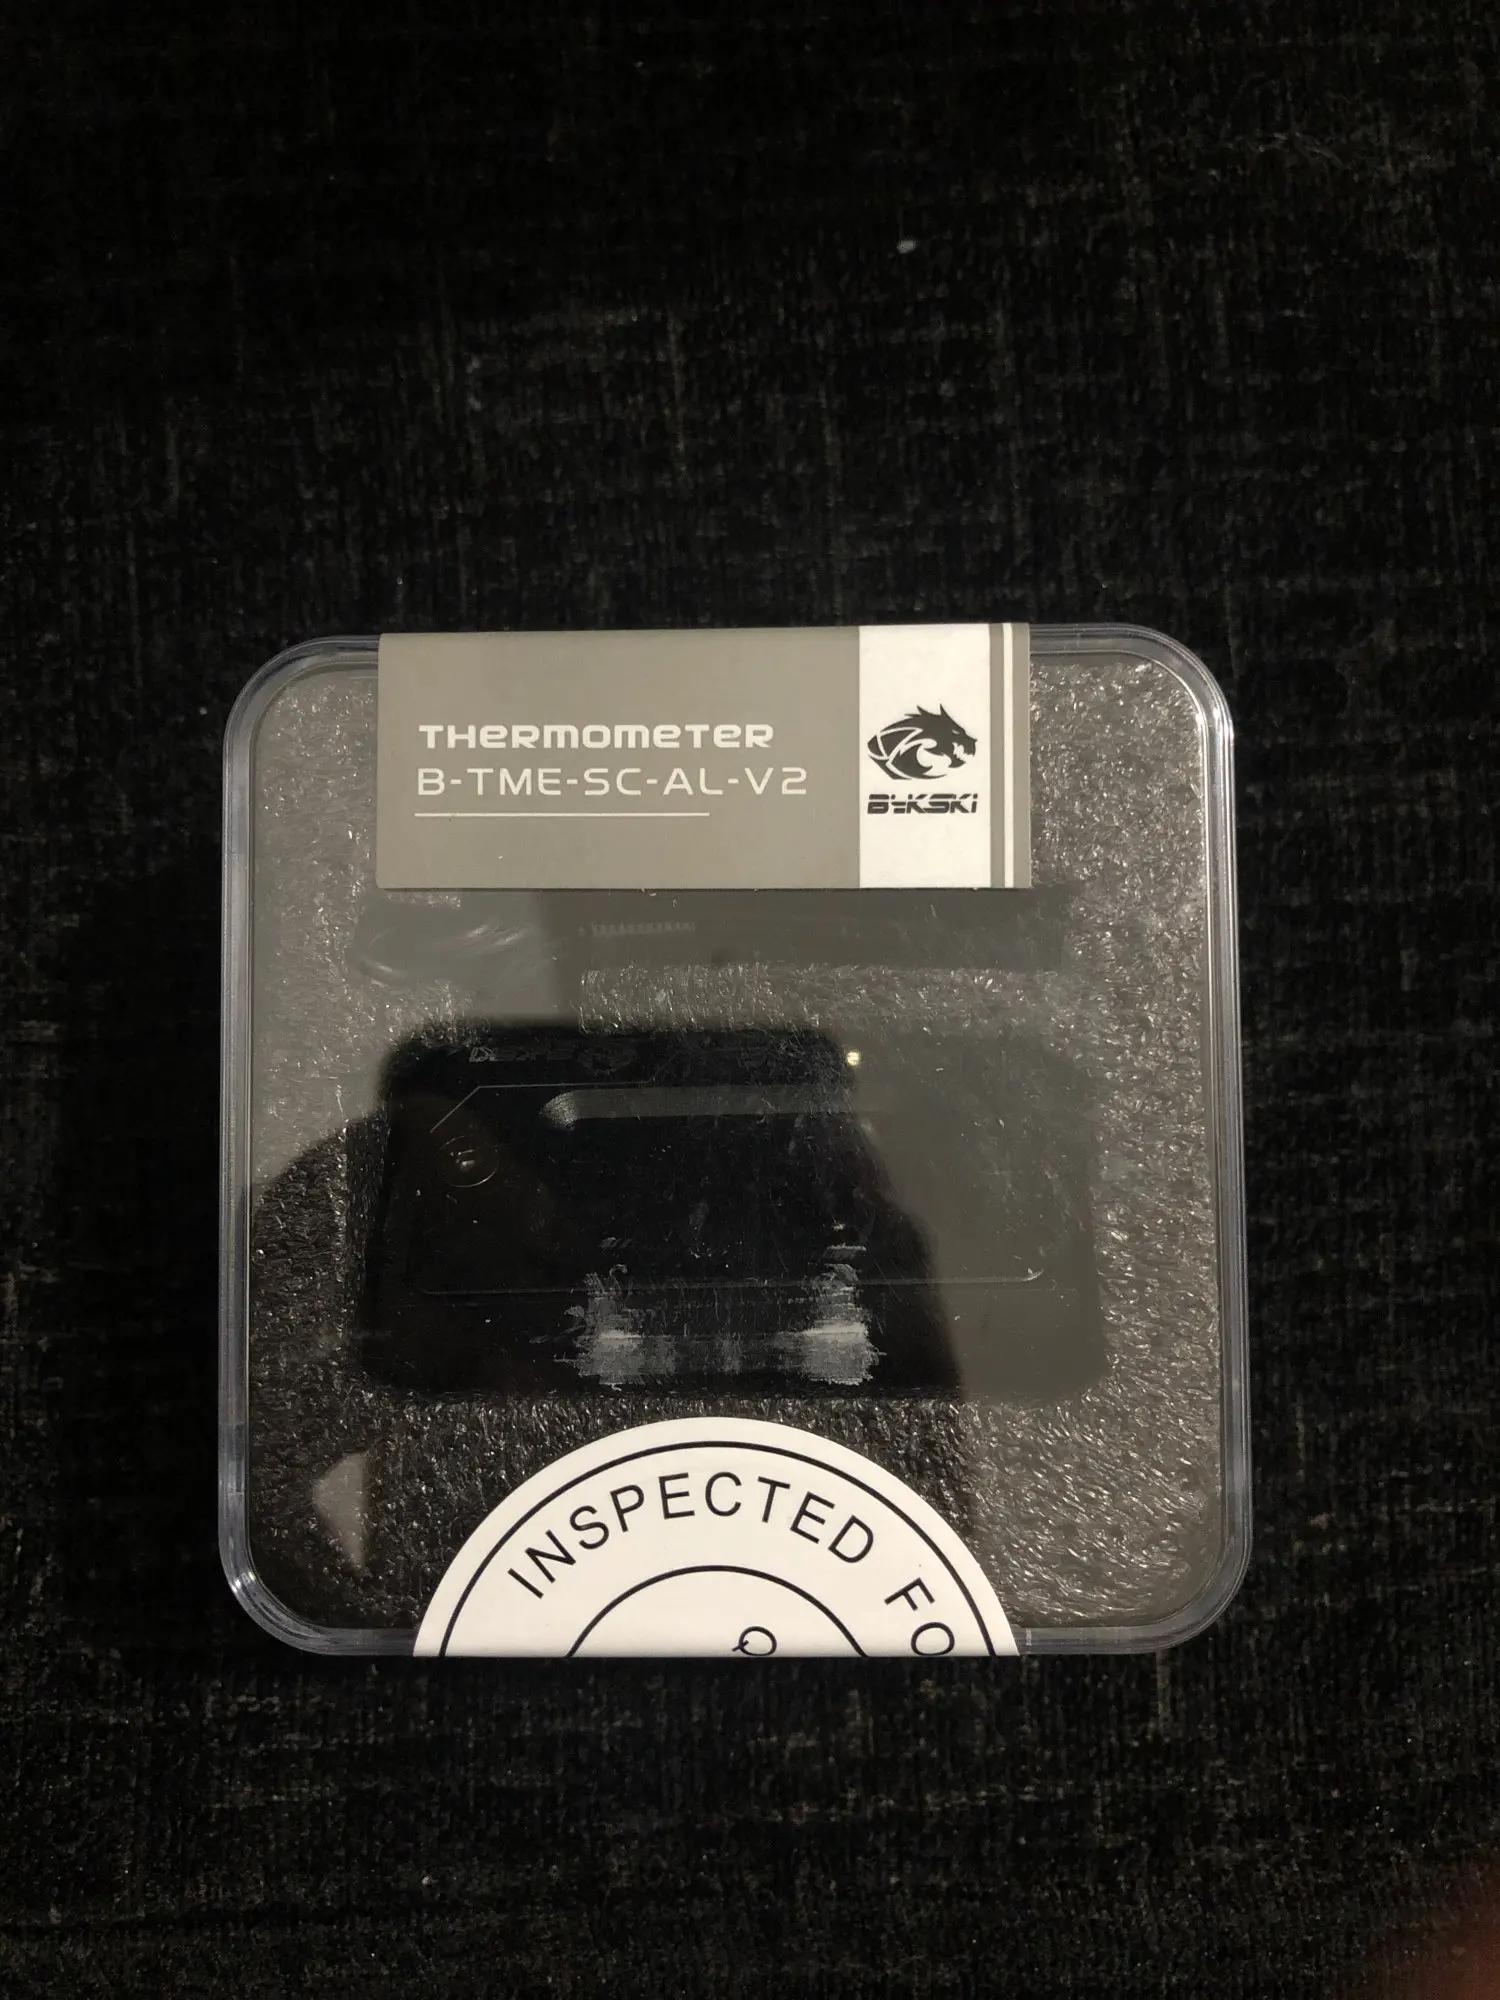 THERMOMETER
B-TME-SC-AL-V2
BYKSKI
INSPECTED FO
Q